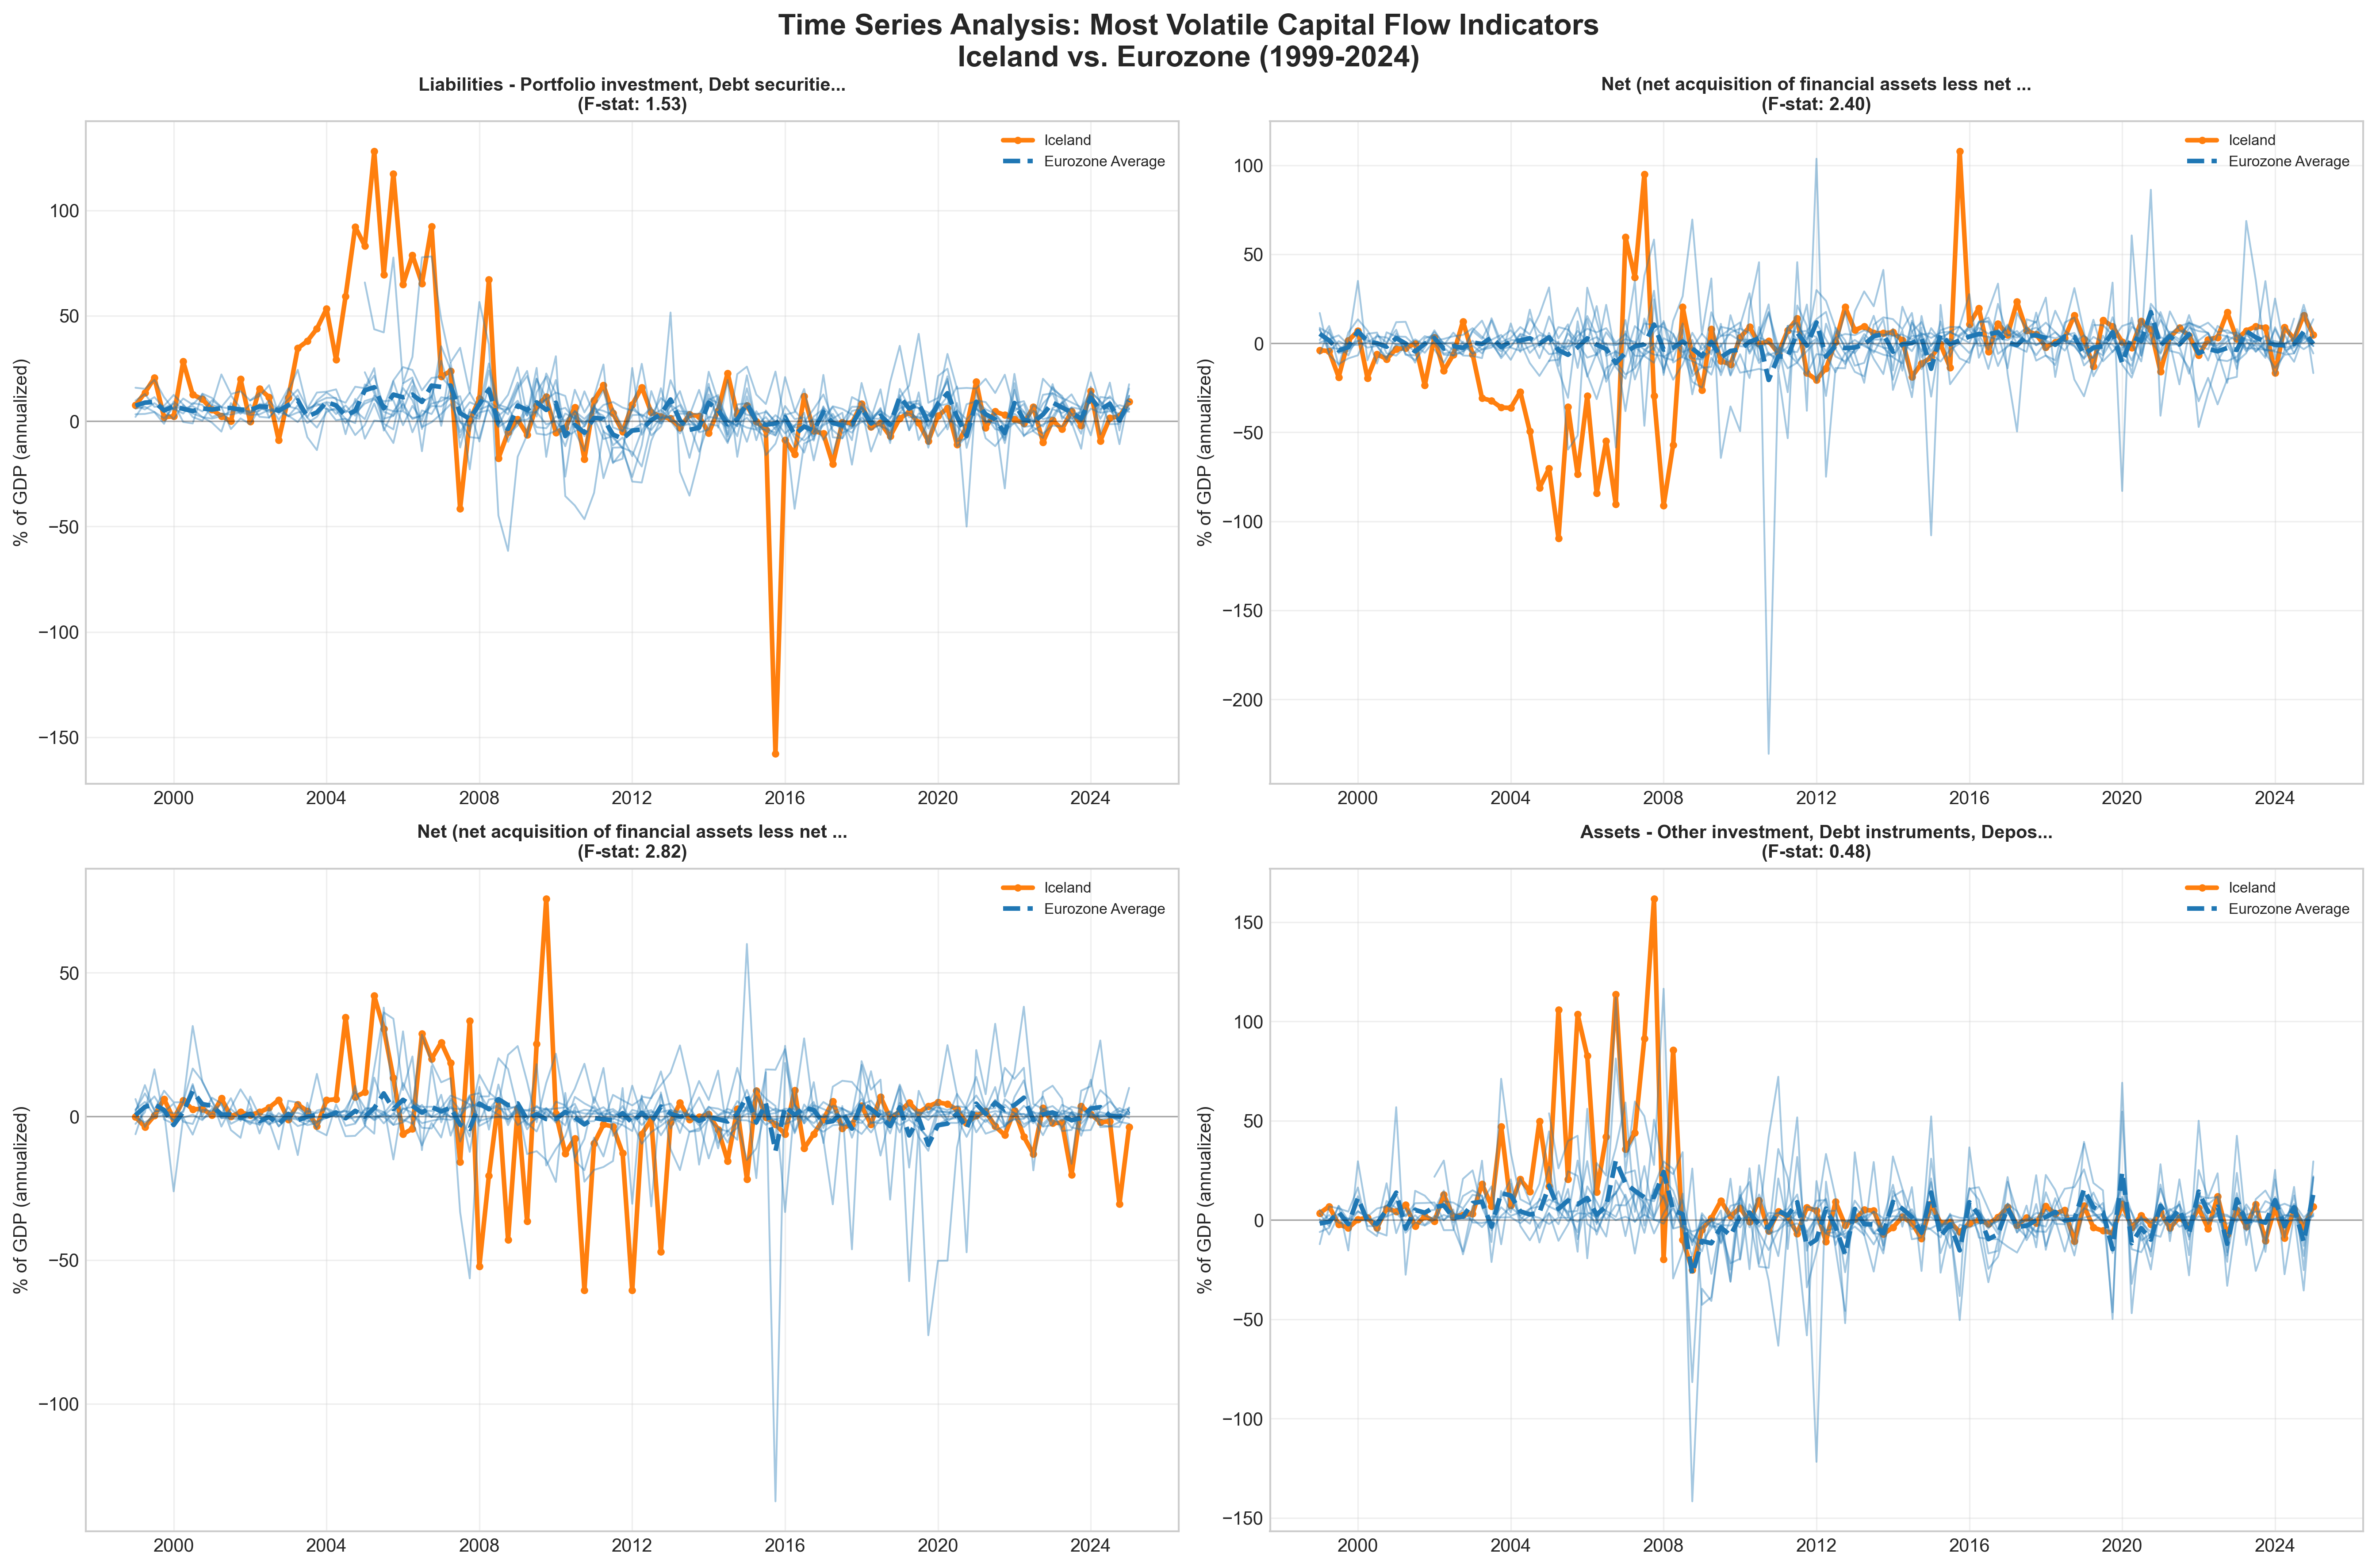 Time Series Analysis: Most Volatile Capital Flow Indicators
Iceland vs. Eurozone (1999-2024)
Liabilities - Portfolio investment, Debt securitie...
(F-stat: 1.53)
Iceland
Eurozone Average
% of GDP (annualized)
100
50
0
−50
−100
−150
2000 2004 2008 2012 2016 2020 2024
Net (net acquisition of financial assets less net ...
(F-stat: 2.40)
Iceland
Eurozone Average
% of GDP (annualized)
100
50
0
−50
−100
−150
−200
2000 2004 2008 2012 2016 2020 2024
Net (net acquisition of financial assets less net ...
(F-stat: 2.82)
Iceland
Eurozone Average
% of GDP (annualized)
50
0
−50
−100
2000 2004 2008 2012 2016 2020 2024
Assets - Other investment, Debt instruments, Depos...
(F-stat: 0.48)
Iceland
Eurozone Average
% of GDP (annualized)
150
100
50
0
−50
−100
−150
2000 2004 2008 2012 2016 2020 2024